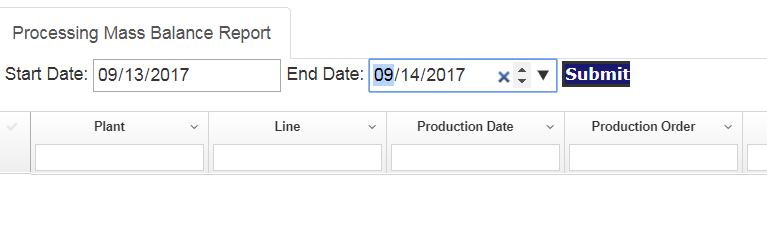 Processing Mass Balance Report
Start Date: 09/13/2017 End Date: 09/14/2017 Submit
Plant Line Production Date Production Order